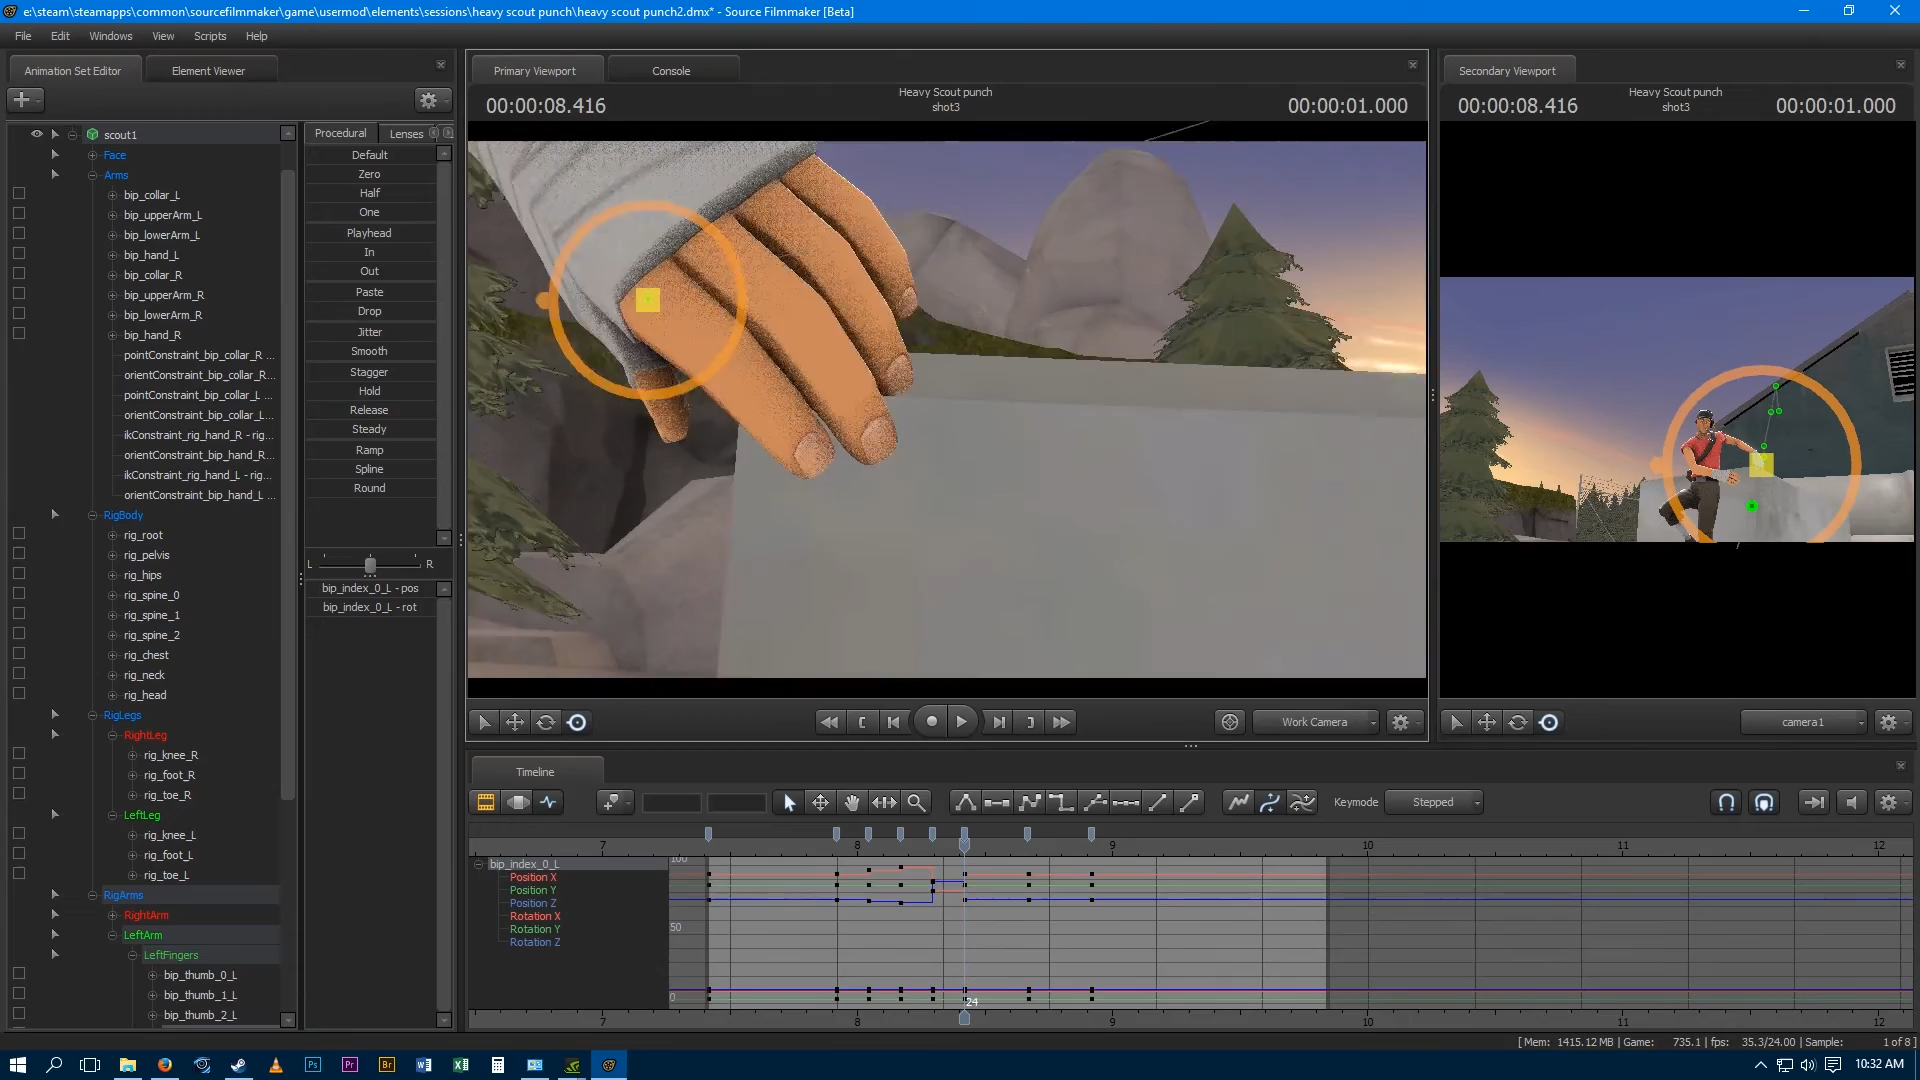 e:\steam\steamapps\common\sourcefilmmaker\game\usermod\elements\sessions\heavy scout punch\heavy scout punch2.dmx* - Source Filmmaker [Beta]
File Edit Windows View Scripts Help
Animation Set Editor Element Viewer
Primary Viewport Console
Secondary Viewport
00:00:08.416 Heavy Scout punch 00:00:01.000
shot3
00:00:08.416 Heavy Scout punch 00:00:01.000
shot3
scout1
Face
Arms
bip_collar_L
bip_upperArm_L
bip_lowerArm_L
bip_hand_L
bip_collar_R
bip_upperArm_R
bip_lowerArm_R
bip_hand_R
pointConstraint_bip_collar_R ...
orientConstraint_bip_collar_R...
pointConstraint_bip_collar_L ...
orientConstraint_bip_collar_L...
ikConstraint_rig_hand_R - rig...
orientConstraint_bip_hand_R...
ikConstraint_rig_hand_L - rig...
orientConstraint_bip_hand_L ...
RigBody
rig_root
rig_pelvis
rig_hips
rig_spine_0
rig_spine_1
rig_spine_2
rig_chest
rig_neck
rig_head
RigLegs
RightLeg
rig_knee_R
rig_foot_R
rig_toe_R
LeftLeg
rig_knee_L
rig_foot_L
rig_toe_L
RigArms
RightArm
LeftArm
LeftFingers
bip_thumb_0_L
bip_thumb_1_L
bip_thumb_2_L
Procedural Lenses
Default
Zero
Half
One
Playhead
In
Out
Paste
Drop
Jitter
Smooth
Stagger
Hold
Release
Steady
Ramp
Spline
Round
L R
bip_index_0_L - pos
bip_index_0_L - rot
Work Camera
camera1
Timeline
Keymode Stepped
7 8 9 10 11 12
bip_index_0_L
Position X
Position Y
Position Z
Rotation X
Rotation Y
Rotation Z
100
50
0
24
7 8 9 10 11 12
[ Mem: 1415.12 MB | Game: 735.1 | fps: 35.3/24.00 | Sample: 1 of 8 ]
Ps Pr Br
10:32 AM